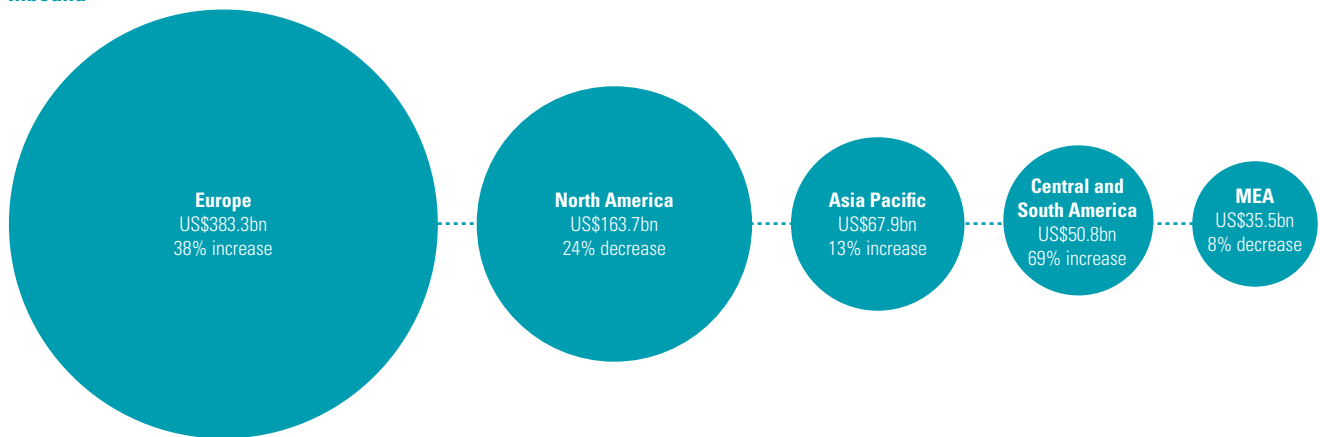 Inbound
Europe
US$383.3bn
38% increase
North America
US$163.7bn
24% decrease
Asia Pacific
US$67.9bn
13% increase
Central and
South America
US$50.8bn
69% increase
MEA
US$35.5bn
8% decrease